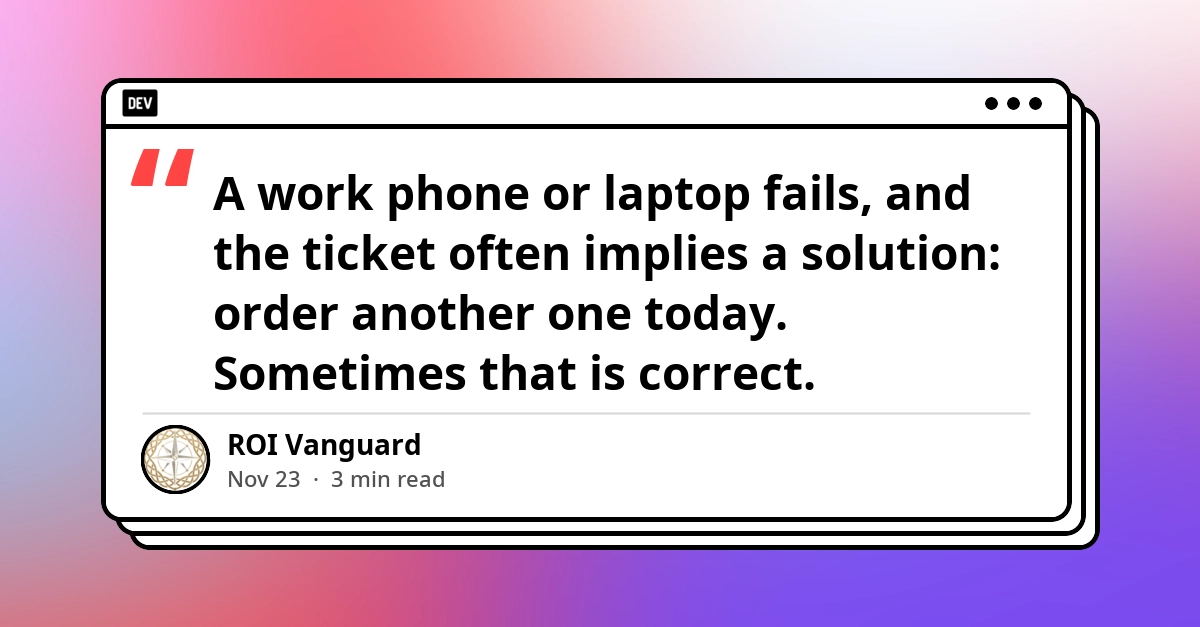 DEV
“
A work phone or laptop fails, and
the ticket often implies a solution:
order another one today.
Sometimes that is correct.
ROI Vanguard
Nov 23 · 3 min read